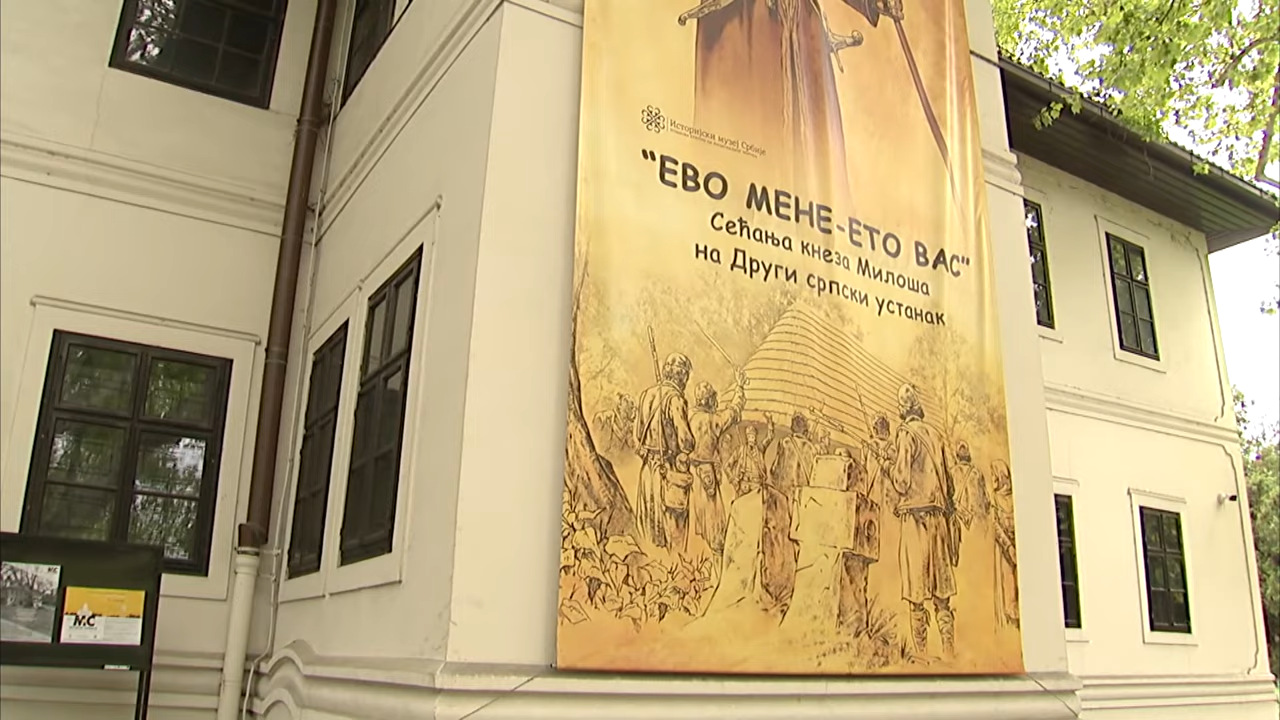 Историјски музеј Србије
"ЕВО МЕНЕ-ЕТО ВАС"
Сећања кнеза Милоша
на Други српски устанак